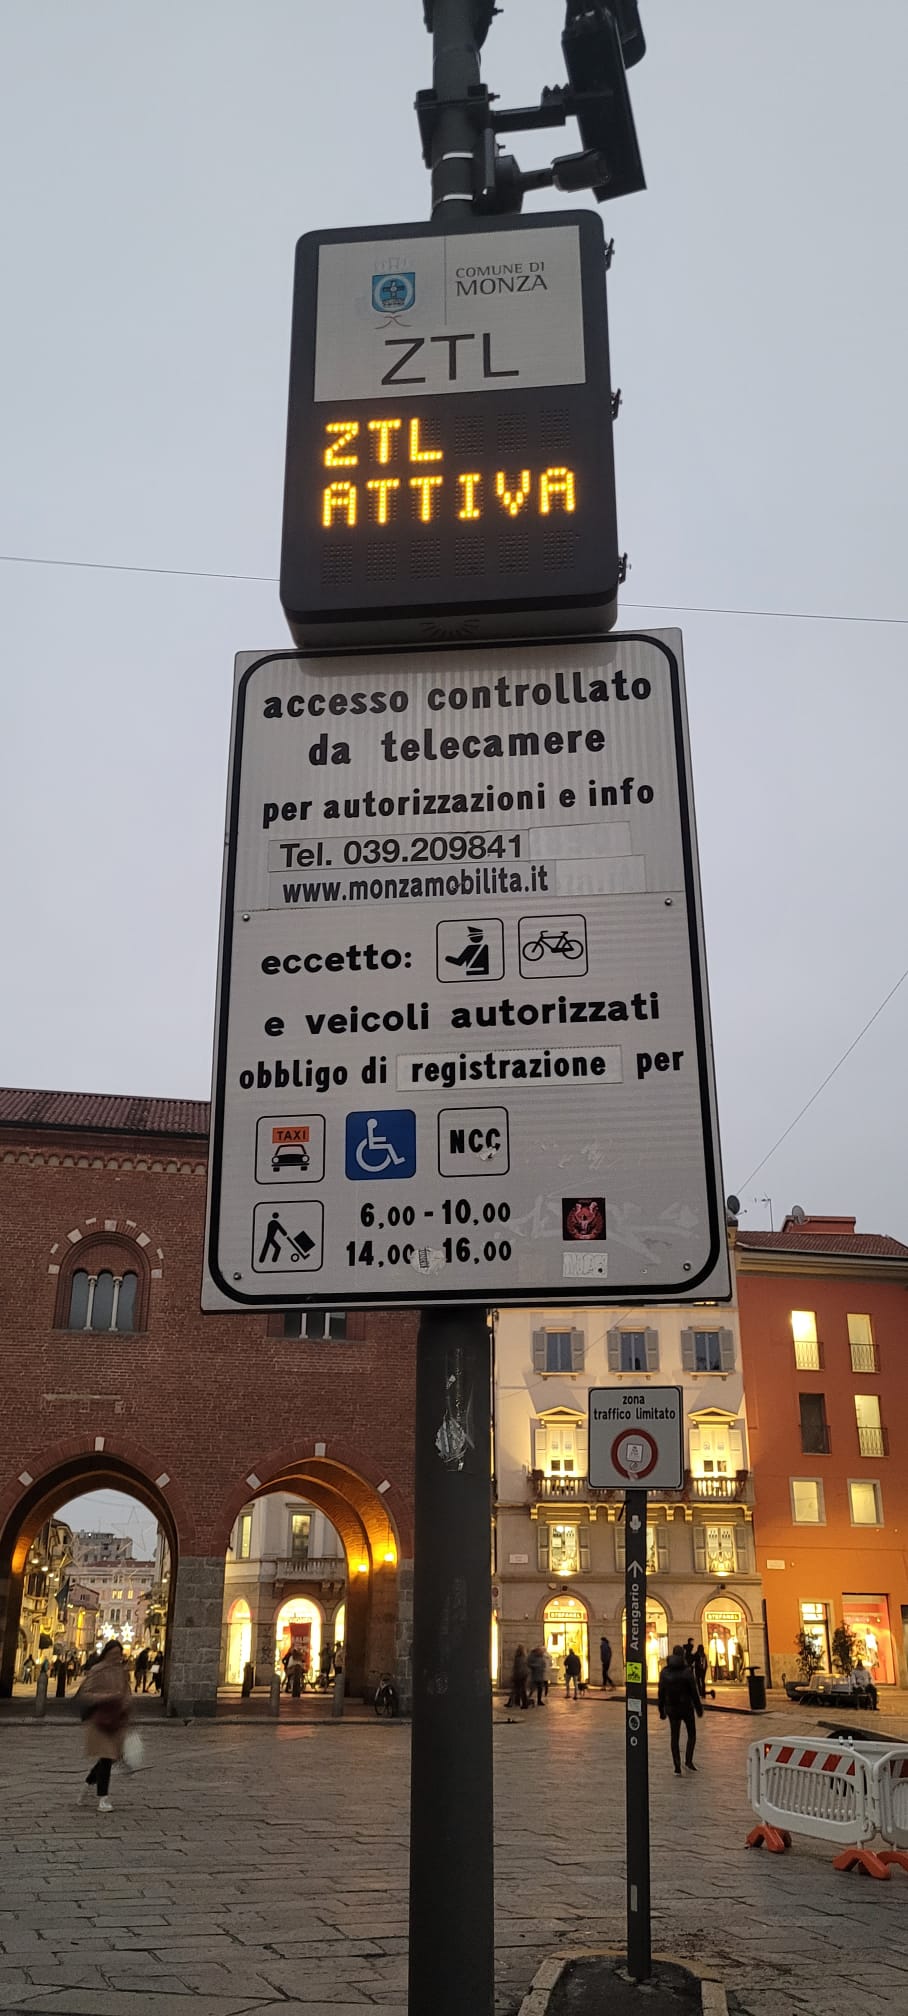 COMUNE DI
MONZA
ZTL
ZTL
ATTIVA
accesso controllato
da telecamere
per autorizzazioni e info
Tel. 039.209841
www.monzamobilita.it
eccetto:
e veicoli autorizzati
obbligo di registrazione per
TAXI
NCC
6,00 - 10,00
14,00 - 16,00
zona
traffico limitato
Arengario
STEFANEL
STEFANEL